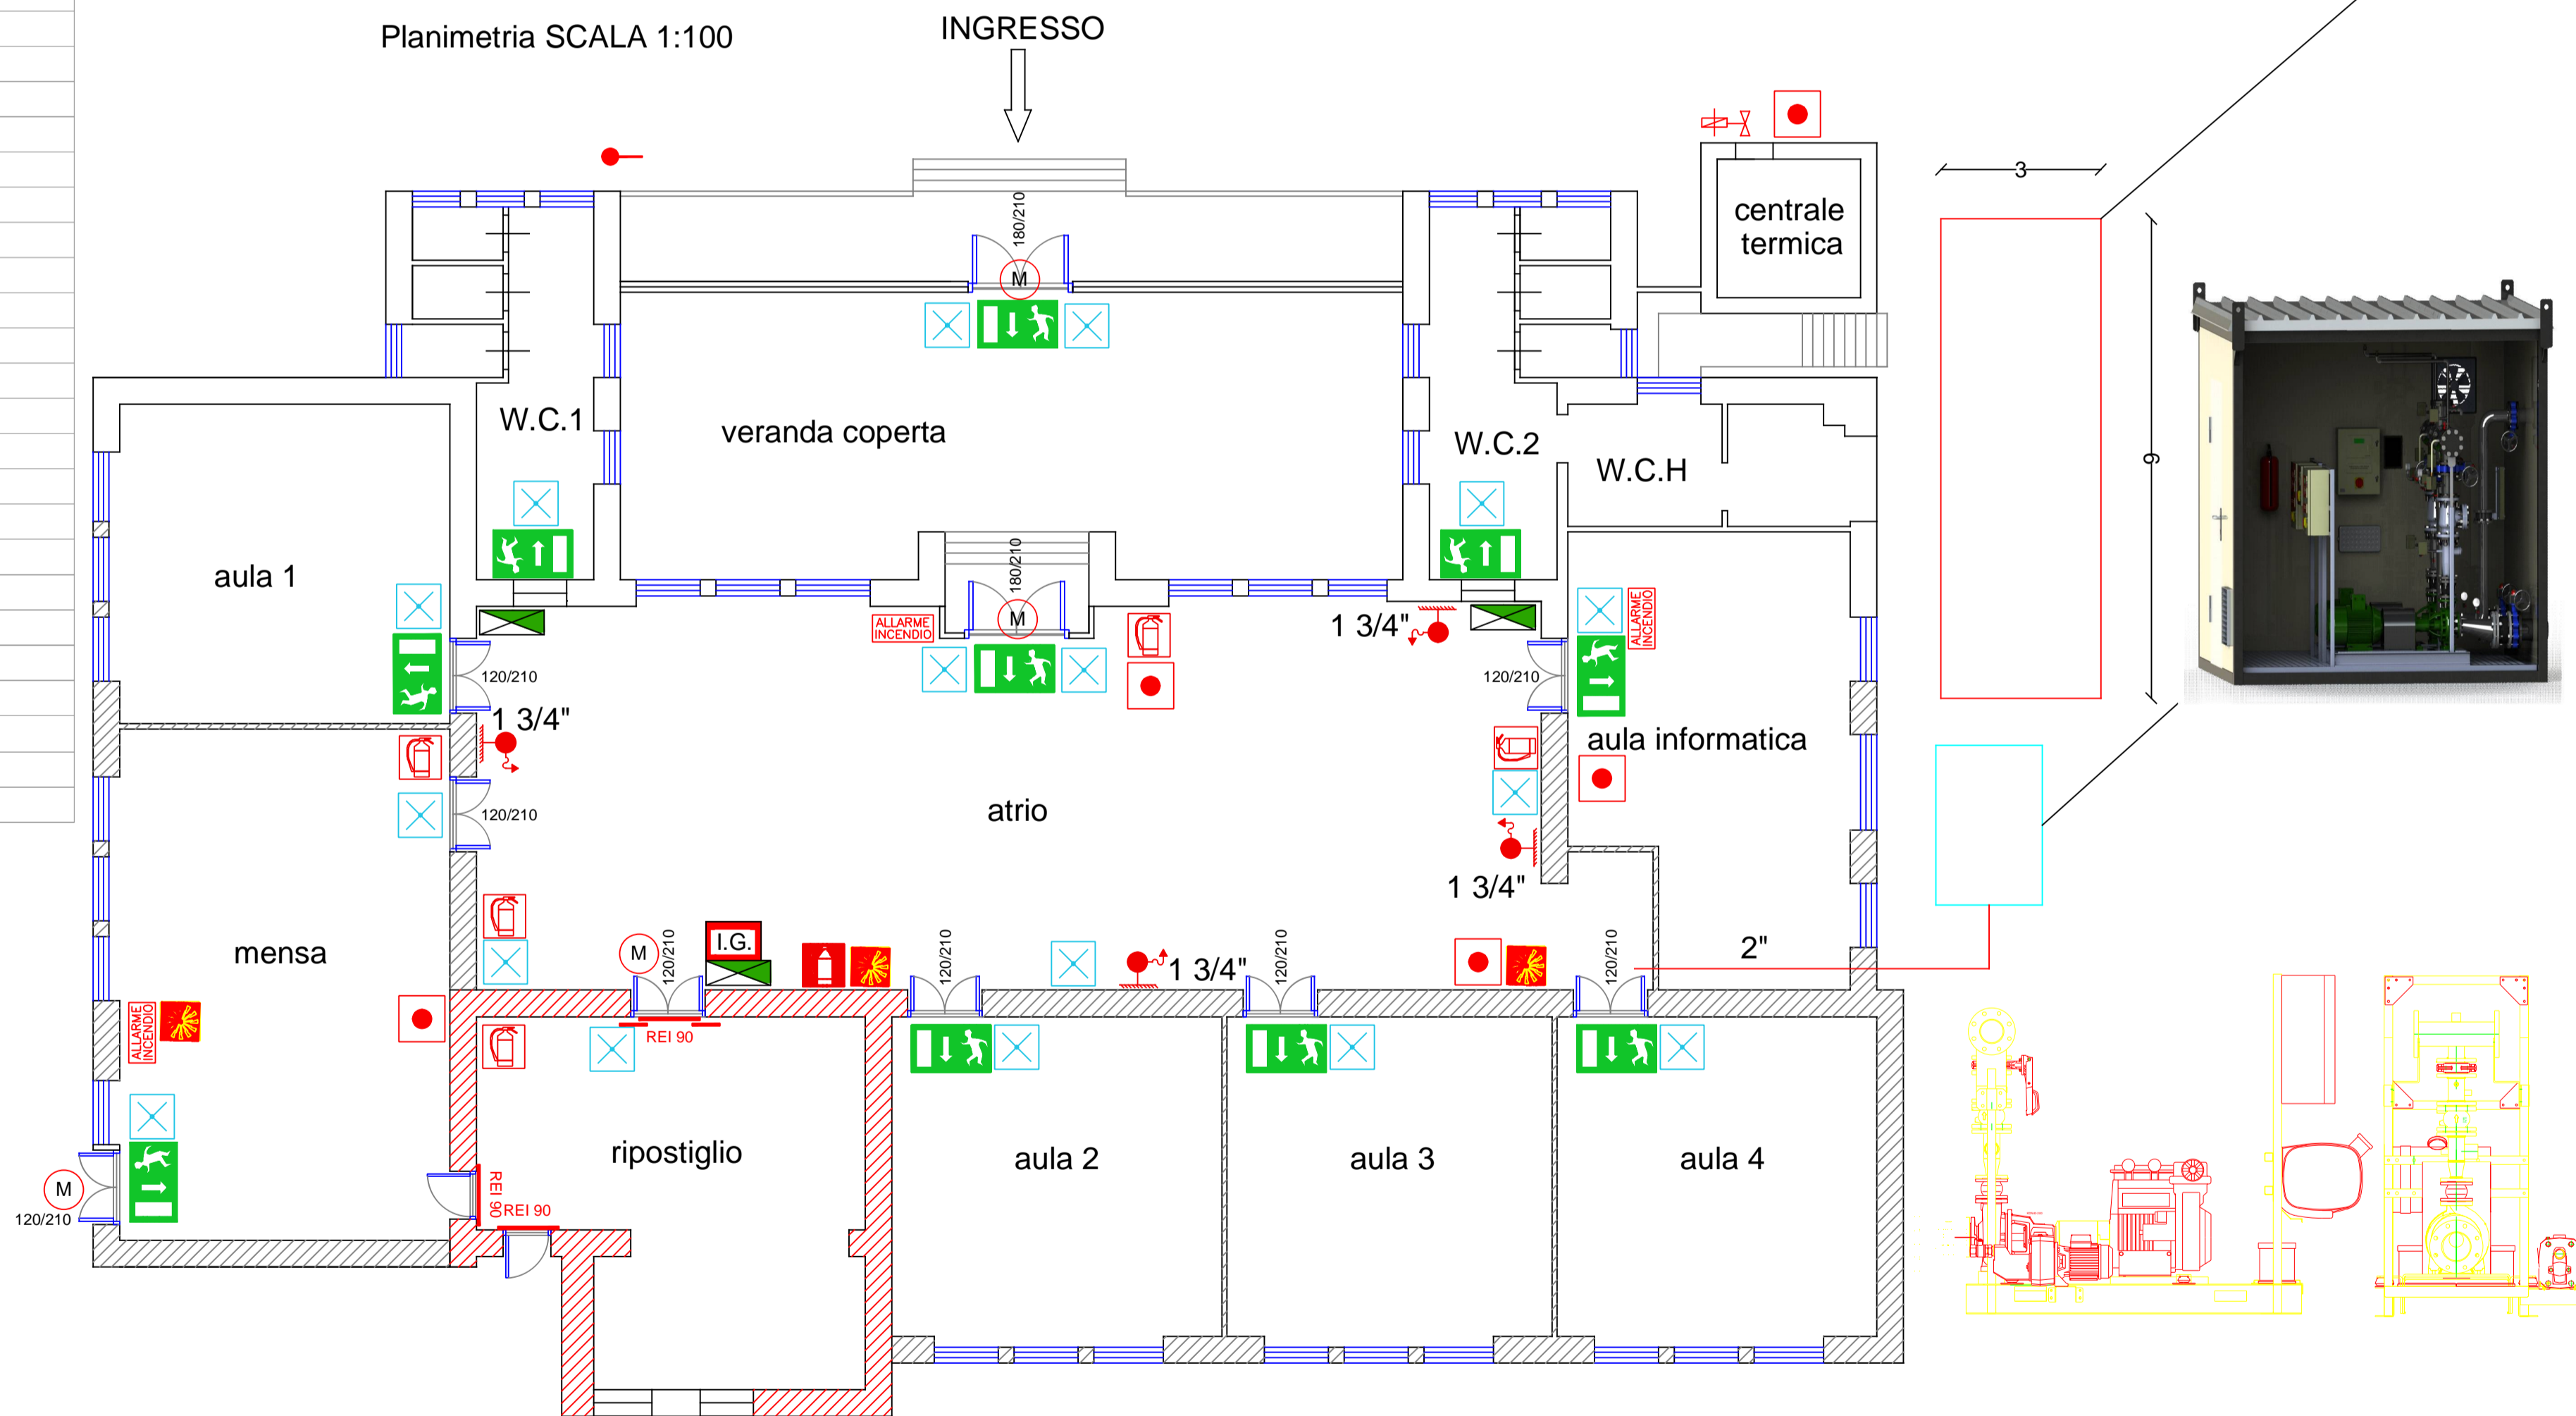 Planimetria SCALA 1:100
INGRESSO
3
180/210
centrale
termica
M
W.C.1
veranda coperta
W.C.2
W.C.H
9
aula 1
180/210
M
ALLARME
INCENDIO
1 3/4"
ALLARME
INCENDIO
120/210
120/210
1 3/4"
aula informatica
120/210
atrio
1 3/4"
mensa
M
120/210
I.G.
120/210
1 3/4"
120/210
120/210
2"
ALLARME
INCENDIO
REI 90
ripostiglio
aula 2
aula 3
aula 4
M
120/210
REI 90
REI 90